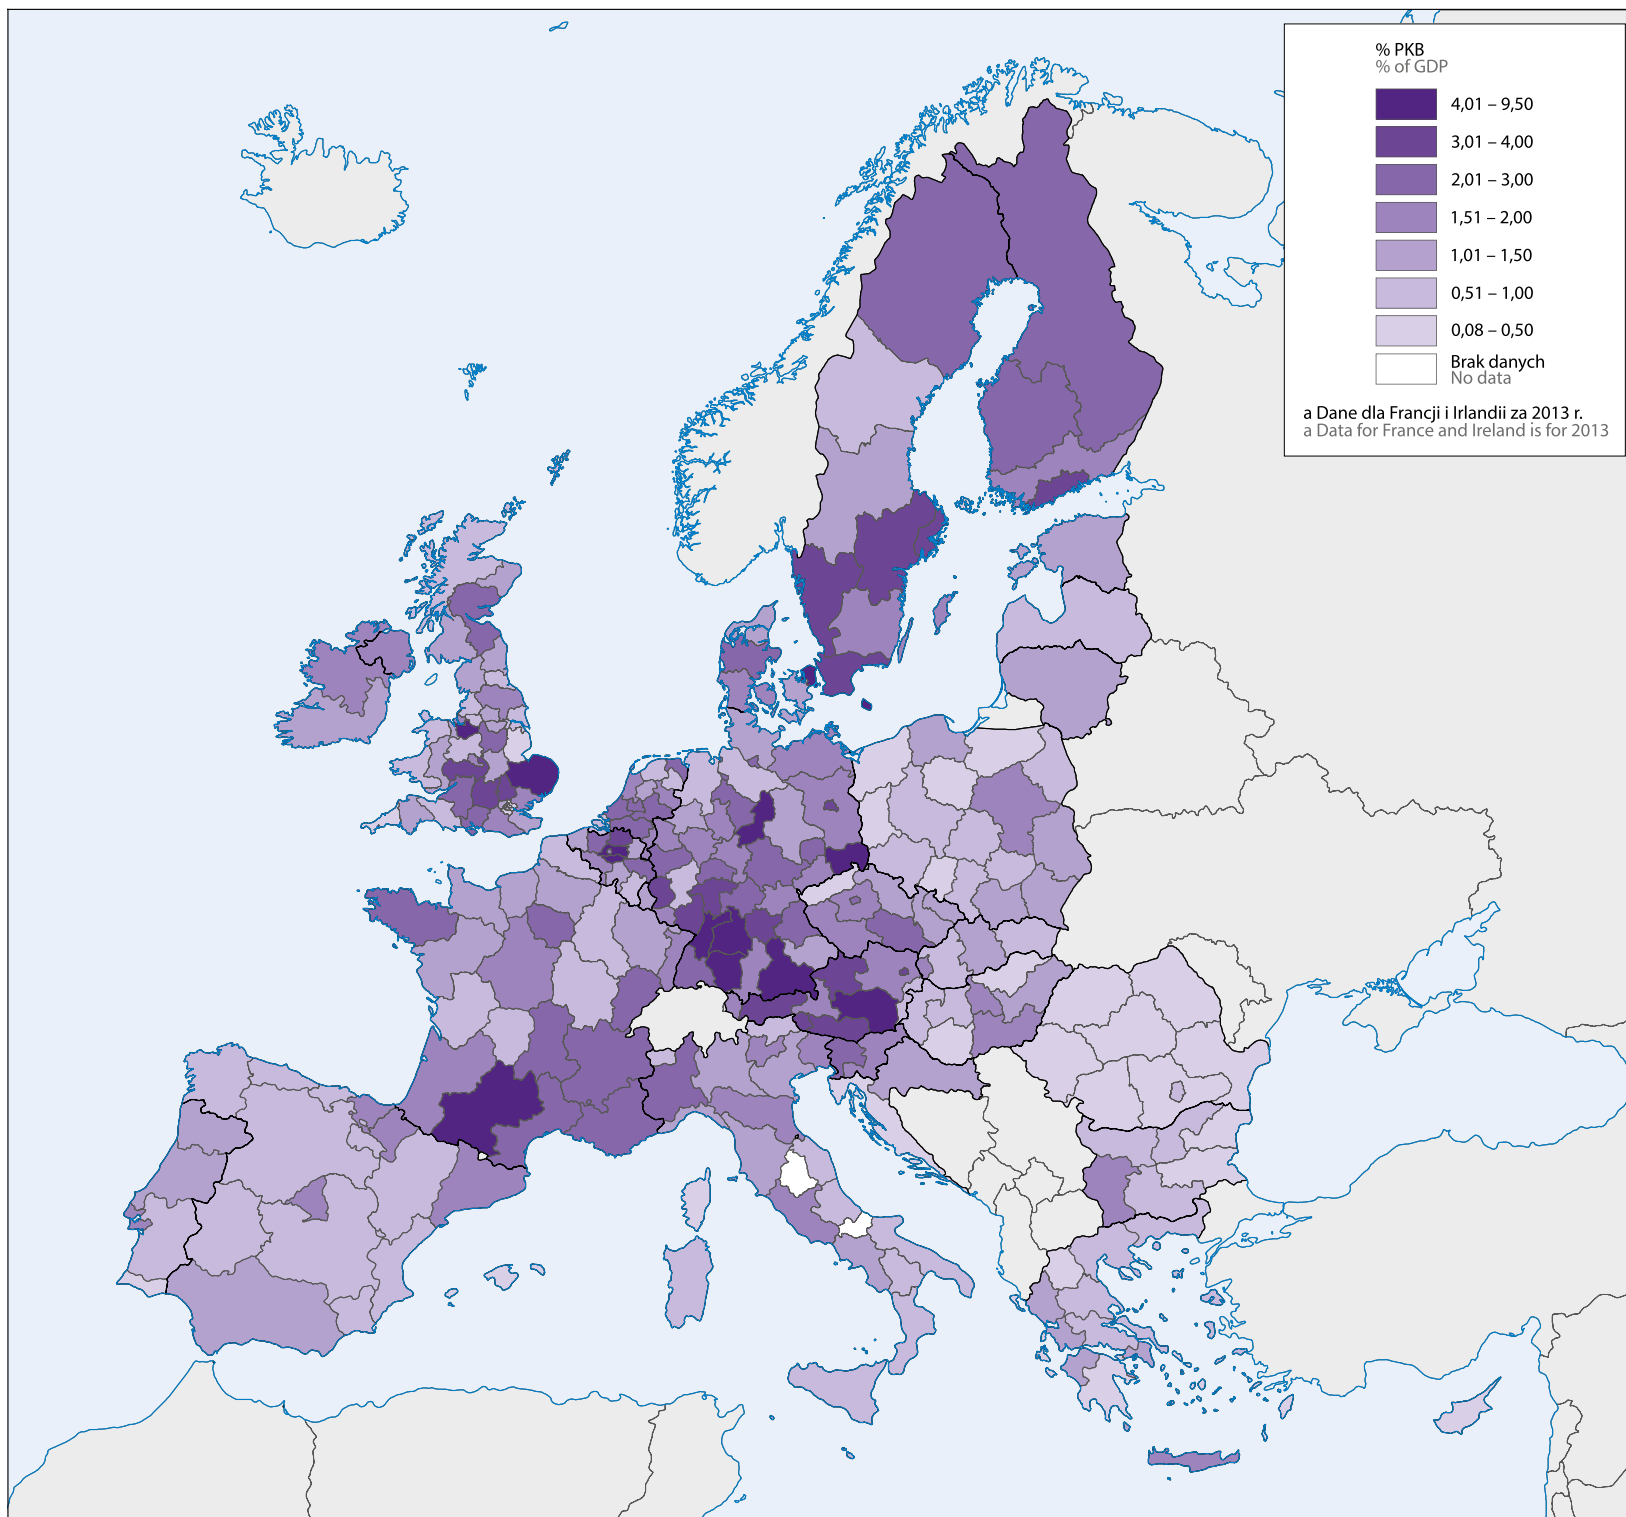 % PKB
% of GDP
4,01 – 9,50
3,01 – 4,00
2,01 – 3,00
1,51 – 2,00
1,01 – 1,50
0,51 – 1,00
0,08 – 0,50
Brak danych
No data
a Dane dla Francji i Irlandii za 2013 r.
a Data for France and Ireland is for 2013